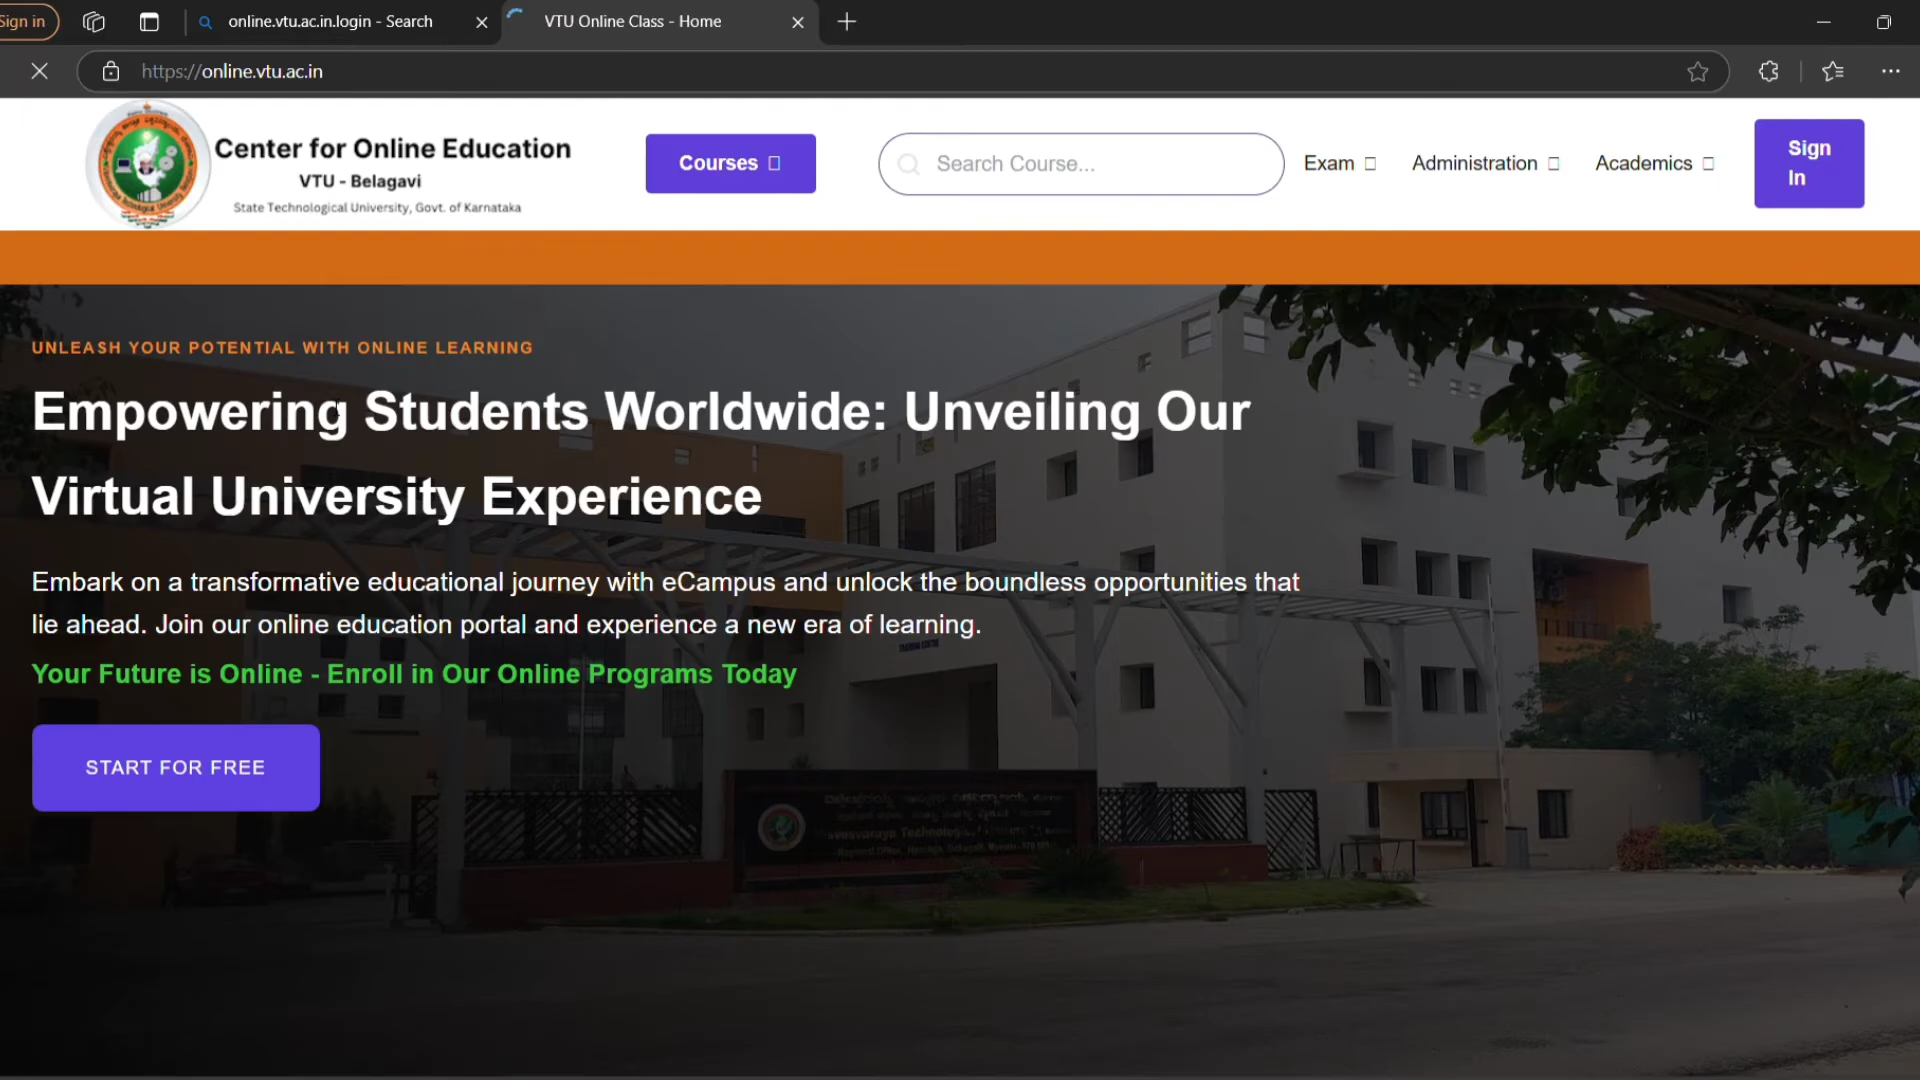 Sign in
online.vtu.ac.in.login - Search
VTU Online Class - Home
https://online.vtu.ac.in
Center for Online Education
VTU - Belagavi
State Technological University, Govt. of Karnataka
Courses
Search Course...
Exam
Administration
Academics
Sign
In
UNLEASH YOUR POTENTIAL WITH ONLINE LEARNING
Empowering Students Worldwide: Unveiling Our
Virtual University Experience
Embark on a transformative educational journey with eCampus and unlock the boundless opportunities that
lie ahead. Join our online education portal and experience a new era of learning.
Your Future is Online - Enroll in Our Online Programs Today
START FOR FREE